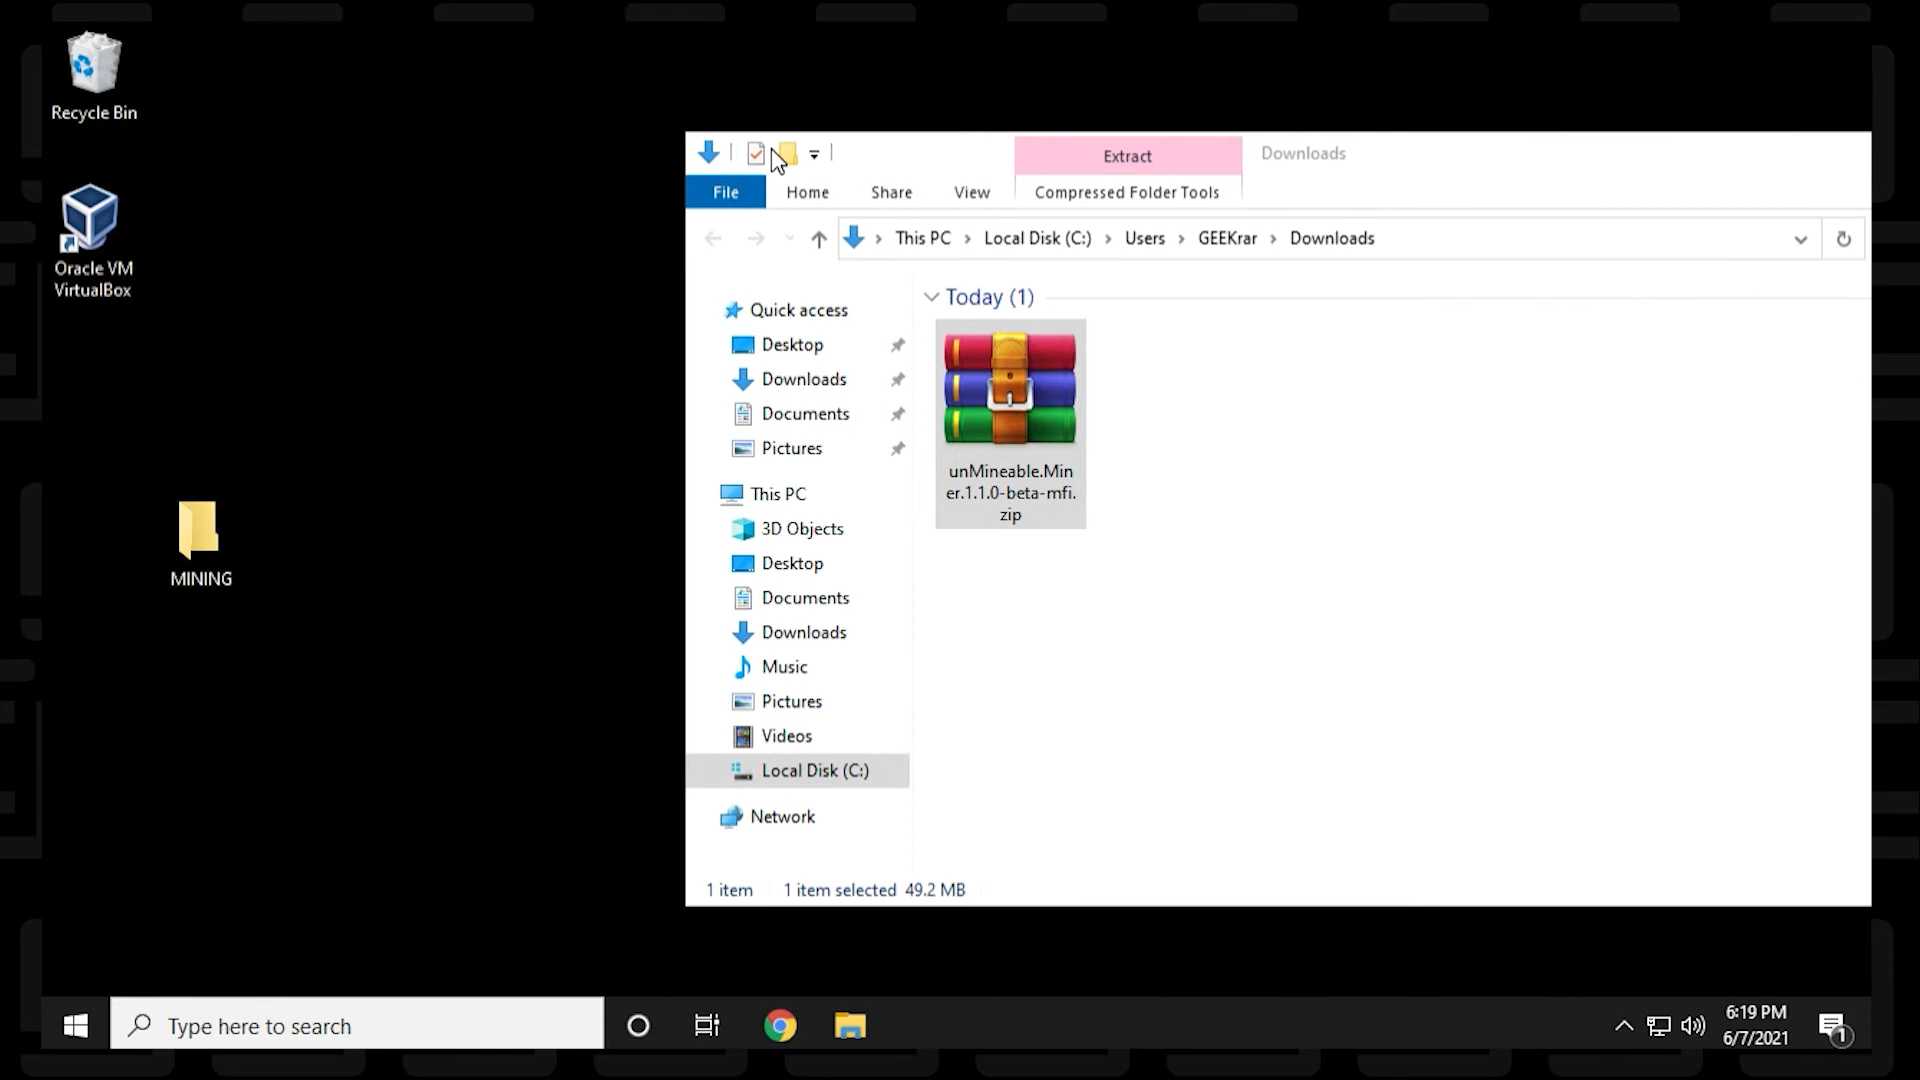 Recycle Bin
Oracle VM
VirtualBox
MINING
Extract
Downloads
File
Home
Share
View
Compressed Folder Tools
This PC
Local Disk (C:)
Users
GEEKrar
Downloads
Quick access
Desktop
Downloads
Documents
Pictures
This PC
3D Objects
Desktop
Documents
Downloads
Music
Pictures
Videos
Local Disk (C:)
Network
Today (1)
unMineable.Min
er.1.1.0-beta-mfi.
zip
1 item
1 item selected 49.2 MB
Type here to search
6:19 PM
6/7/2021
1